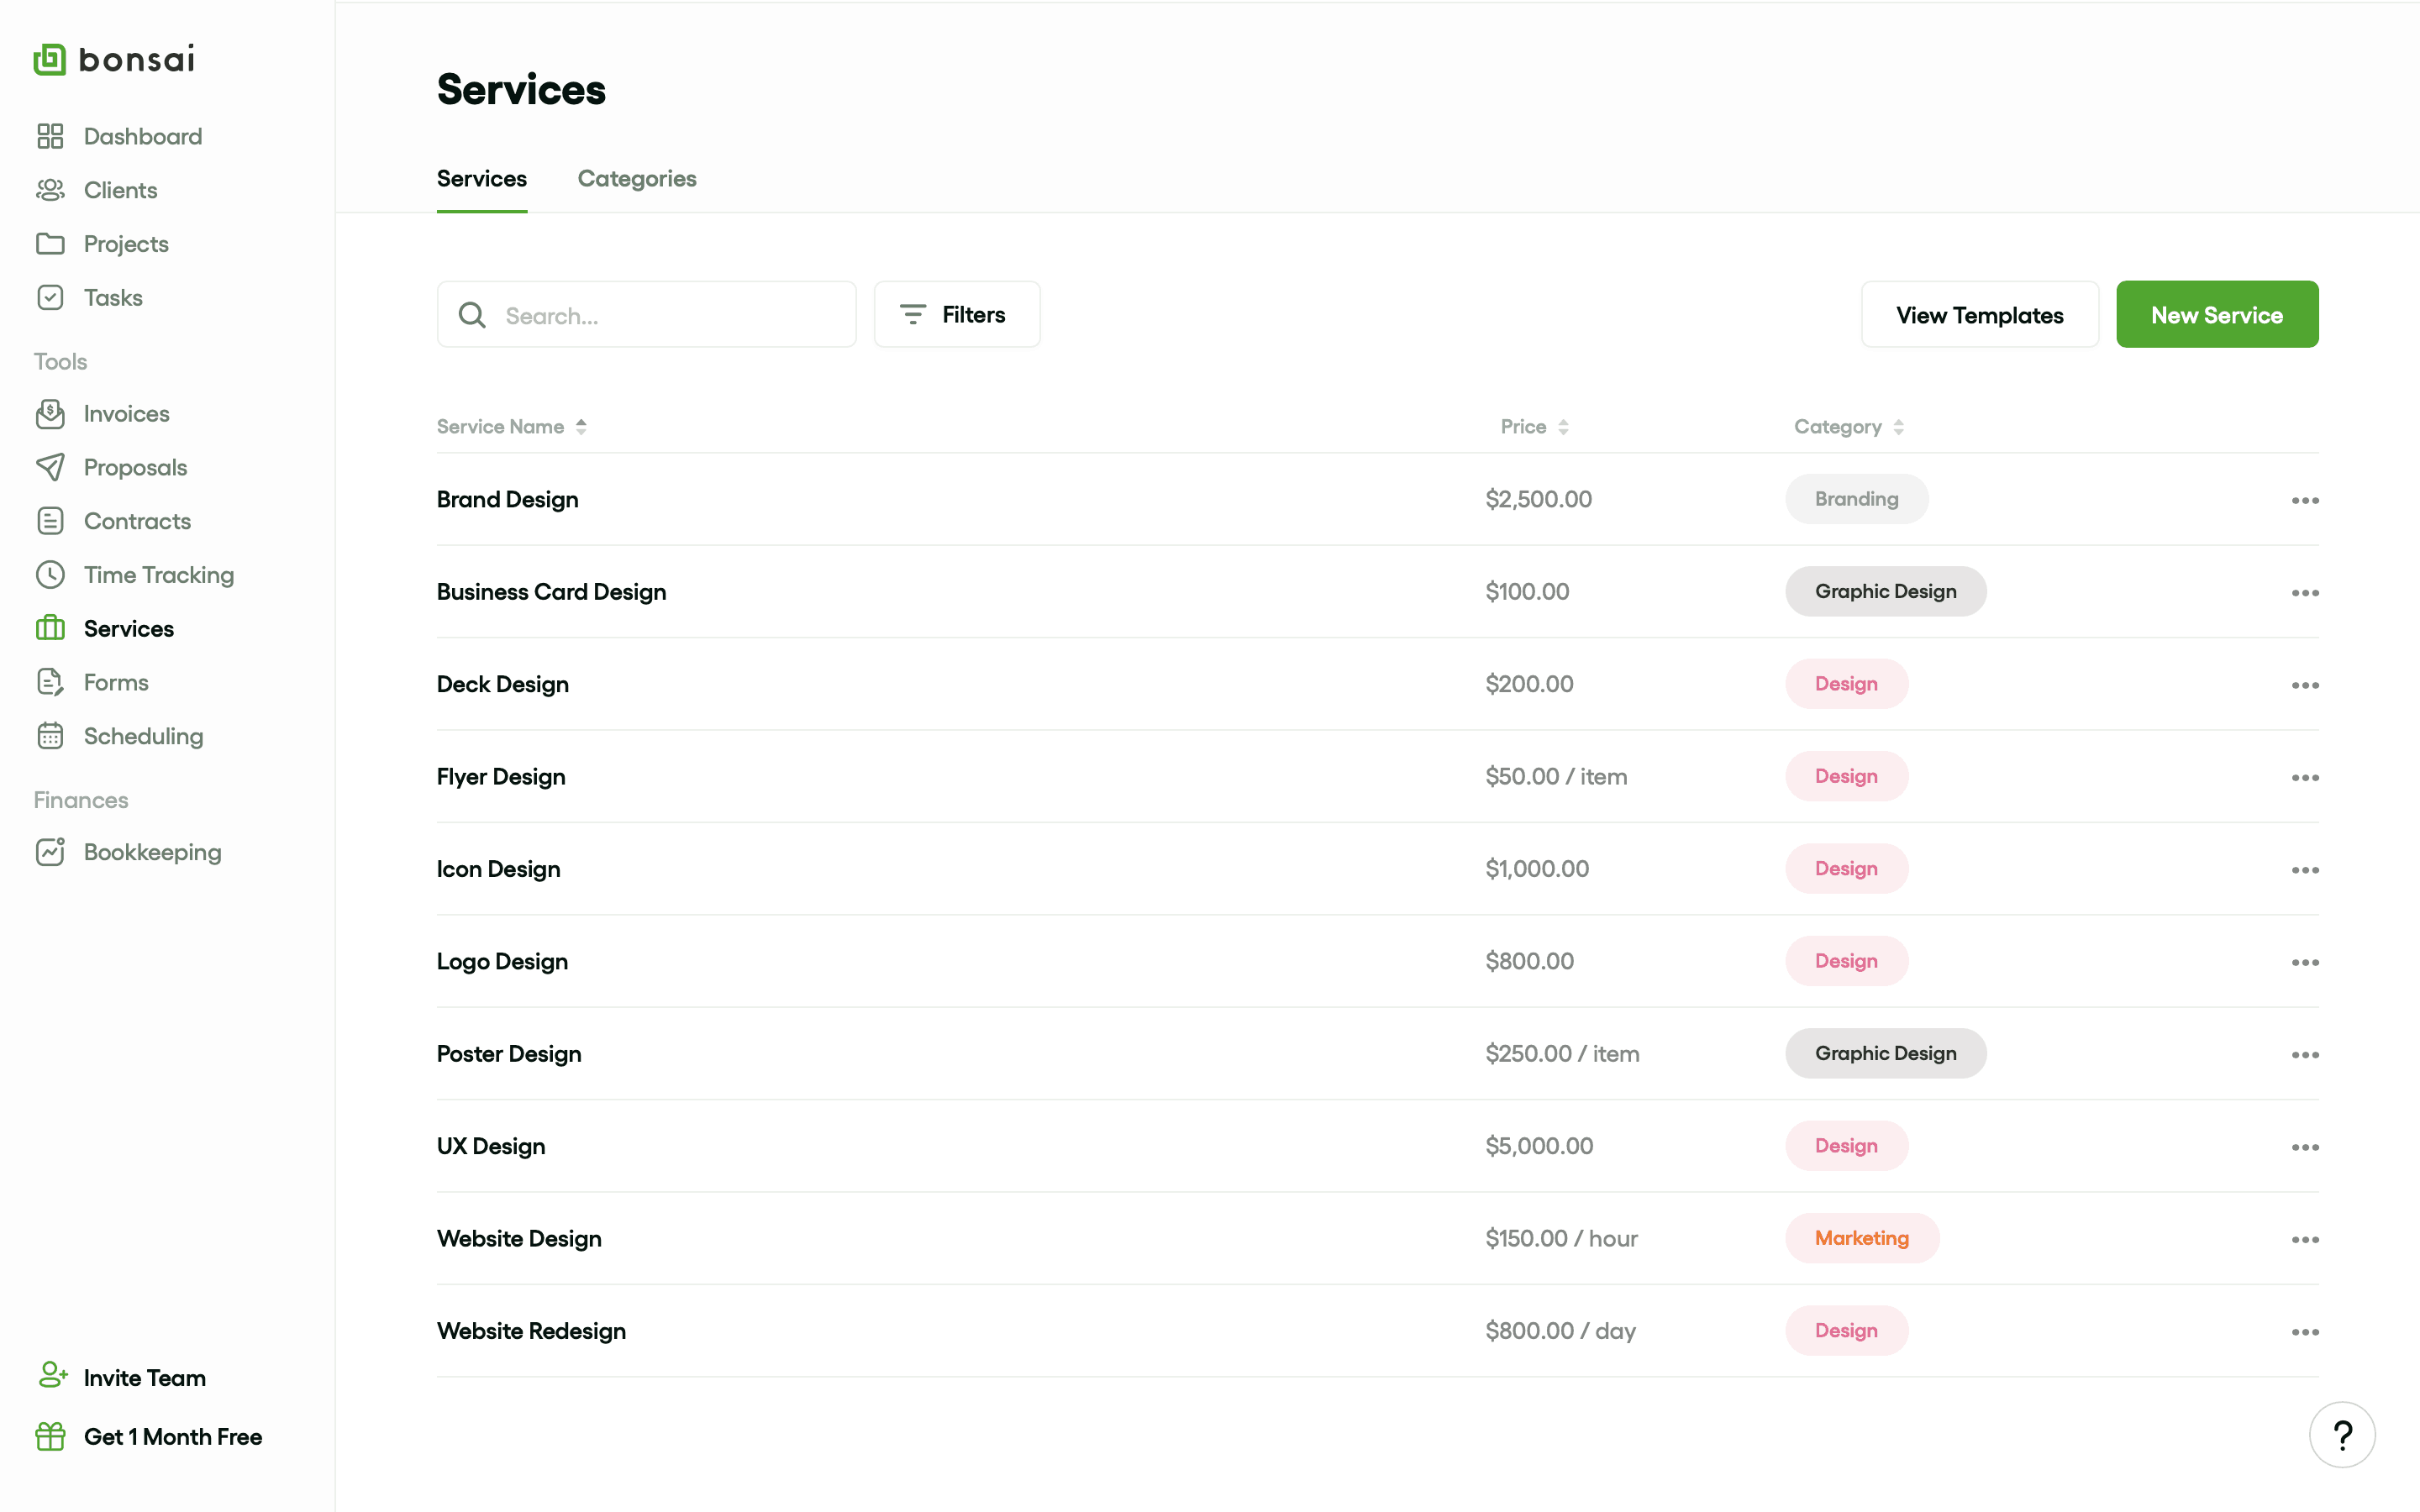 bonsai
Dashboard
Clients
Projects
Tasks
Tools
Invoices
Proposals
Contracts
Time Tracking
Services
Forms
Scheduling
Finances
Bookkeeping
Invite Team
Get 1 Month Free
Services
Services Categories
Search... Filters View Templates New Service
Service Name Price Category
Brand Design $2,500.00 Branding
Business Card Design $100.00 Graphic Design
Deck Design $200.00 Design
Flyer Design $50.00 / item Design
Icon Design $1,000.00 Design
Logo Design $800.00 Design
Poster Design $250.00 / item Graphic Design
UX Design $5,000.00 Design
Website Design $150.00 / hour Marketing
Website Redesign $800.00 / day Design
?